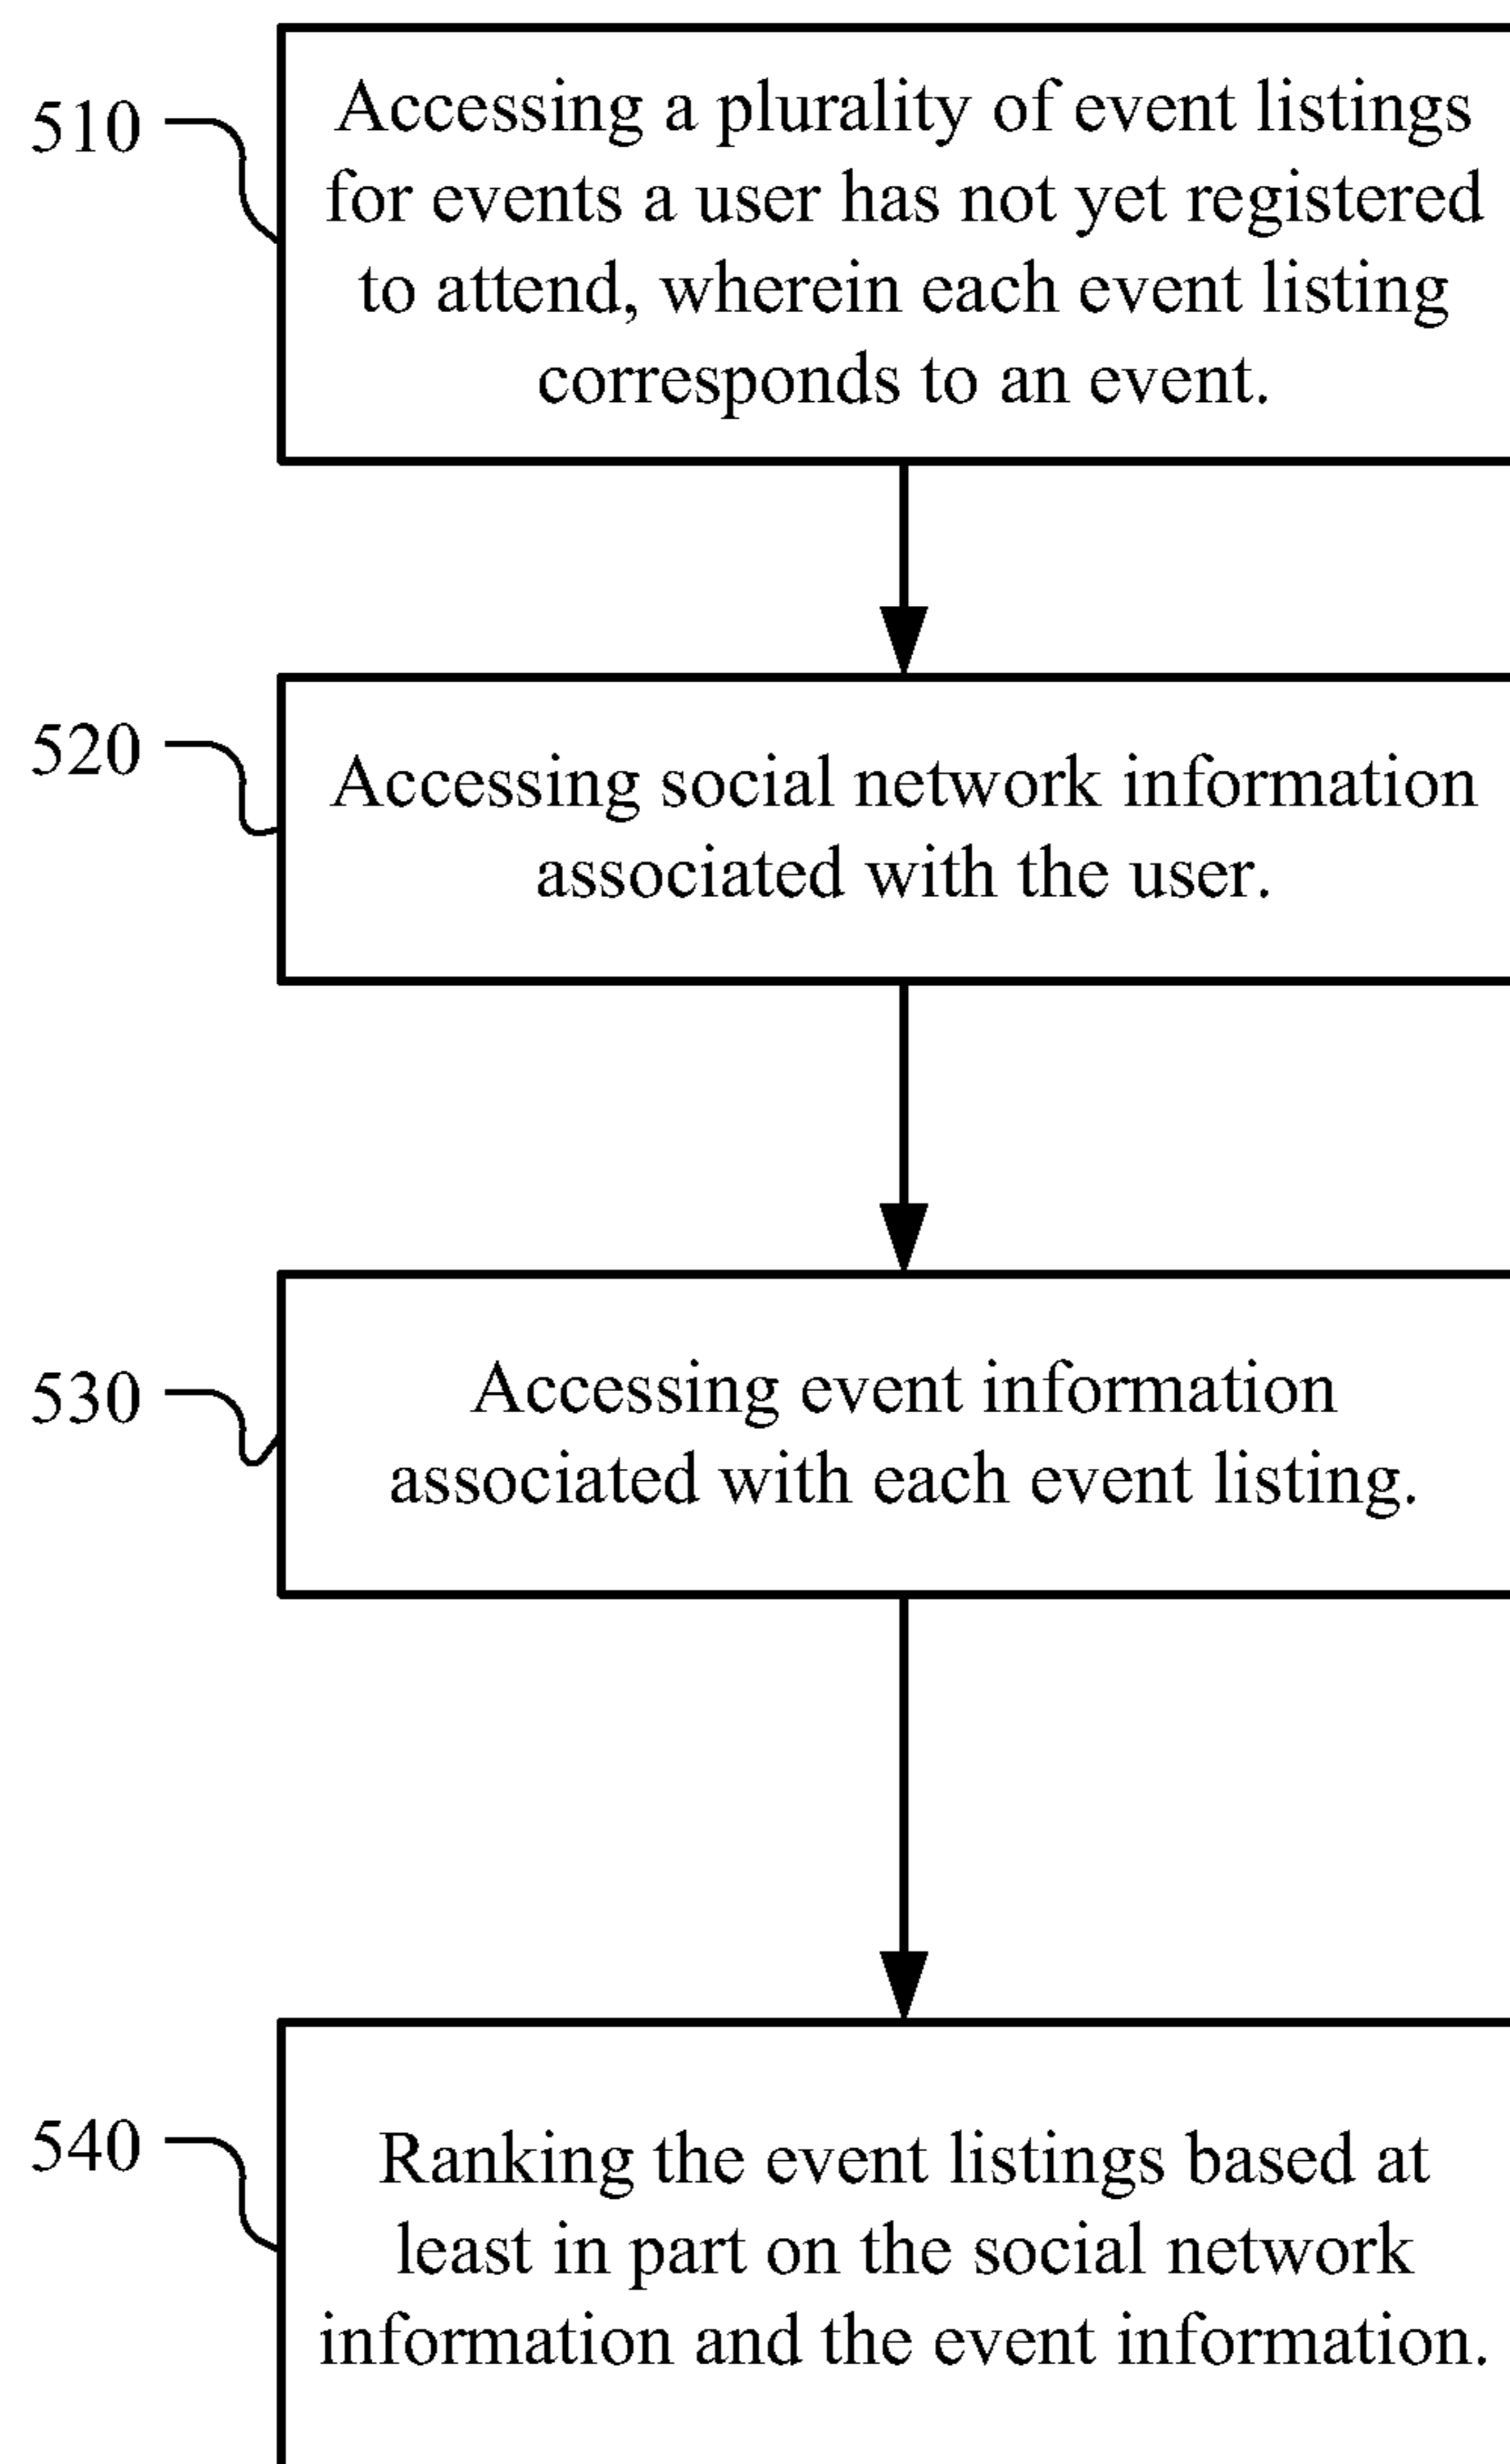 510
Accessing a plurality of event listings
for events a user has not yet registered
to attend, wherein each event listing
corresponds to an event.
520
Accessing social network information
associated with the user.
530
Accessing event information
associated with each event listing.
540
Ranking the event listings based at
least in part on the social network
information and the event information.